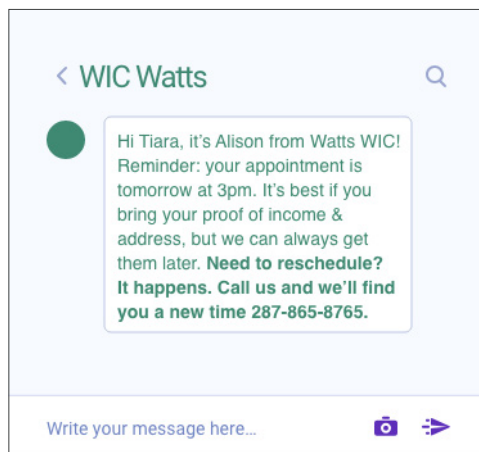 WIC Watts
Hi Tiara, it's Alison from Watts WIC!
Reminder: your appointment is
tomorrow at 3pm. It's best if you
bring your proof of income &
address, but we can always get
them later. Need to reschedule?
It happens. Call us and we'll find
you a new time 287-865-8765.
Write your message here...